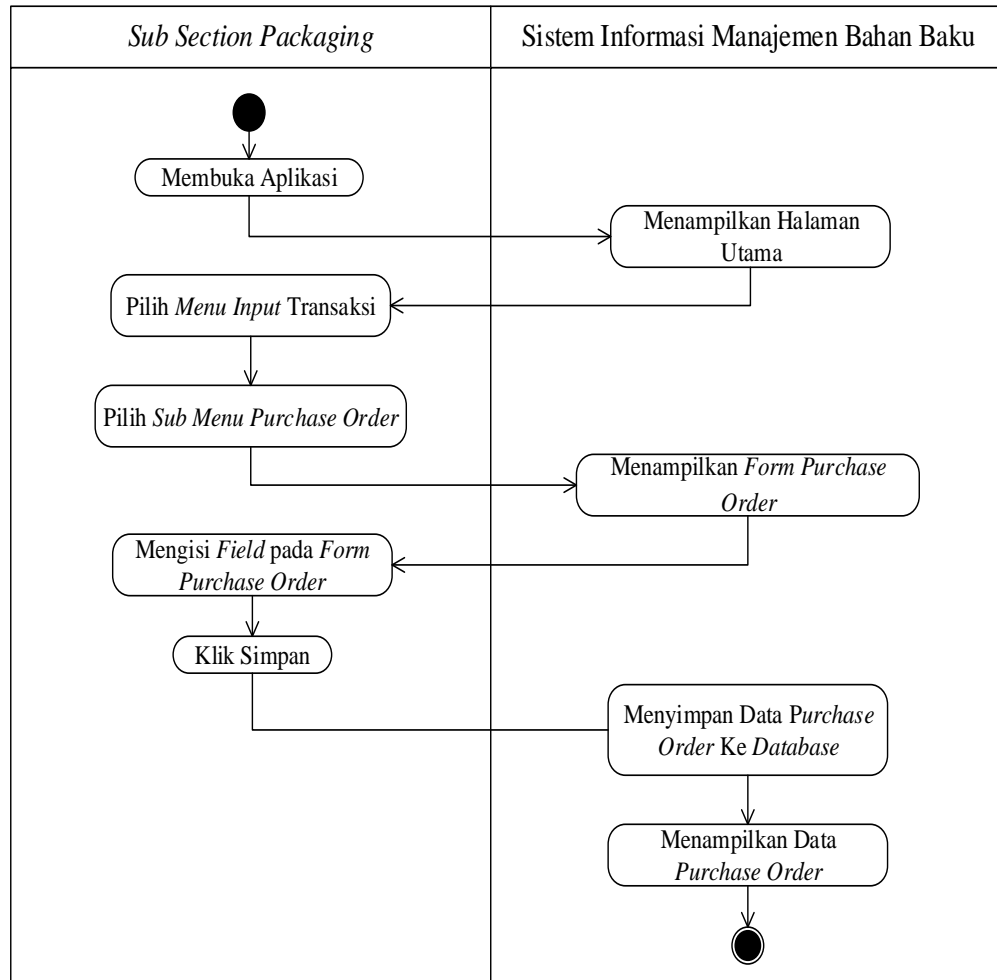 Sub Section Packaging
Sistem Informasi Manajemen Bahan Baku
Membuka Aplikasi
Menampilkan Halaman
Utama
Pilih Menu Input Transaksi
Pilih Sub Menu Purchase Order
Menampilkan Form Purchase
Order
Mengisi Field pada Form
Purchase Order
Klik Simpan
Menyimpan Data Purchase
Order Ke Database
Menampilkan Data
Purchase Order